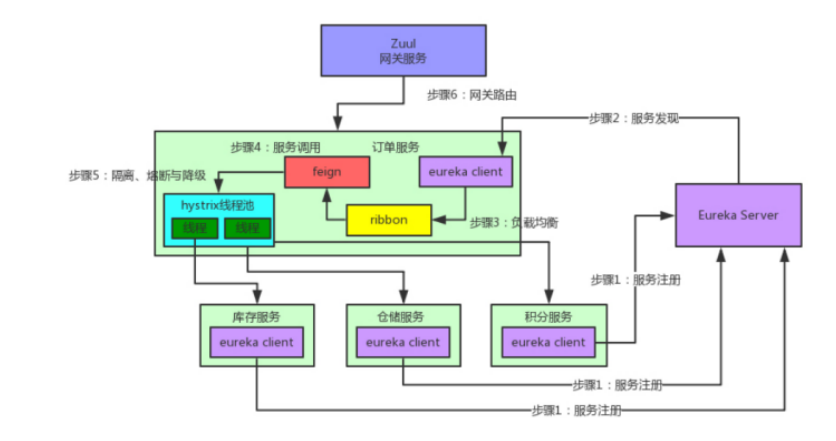 Zuul
网关服务
步骤6：网关路由
步骤2：服务发现
步骤4：服务调用
订单服务
feign
eureka client
步骤5：隔离、熔断与降级
hystrix线程池
线程
线程
ribbon
步骤3：负载均衡
Eureka Server
步骤1：服务注册
库存服务
eureka client
仓储服务
eureka client
积分服务
eureka client
步骤1：服务注册
步骤1：服务注册